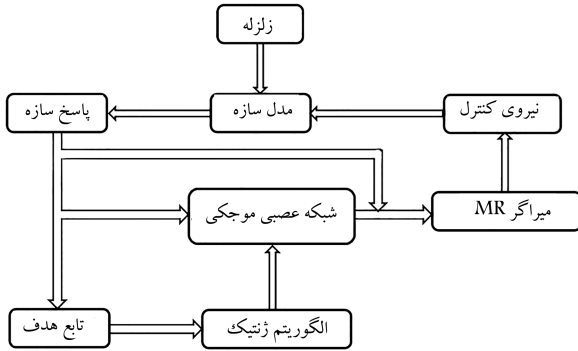 زلزله
نیروی کنترل
مدل سازه
پاسخ سازه
شبکه عصبی موجکی
میراگر MR
الگوریتم ژنتیک
تابع هدف